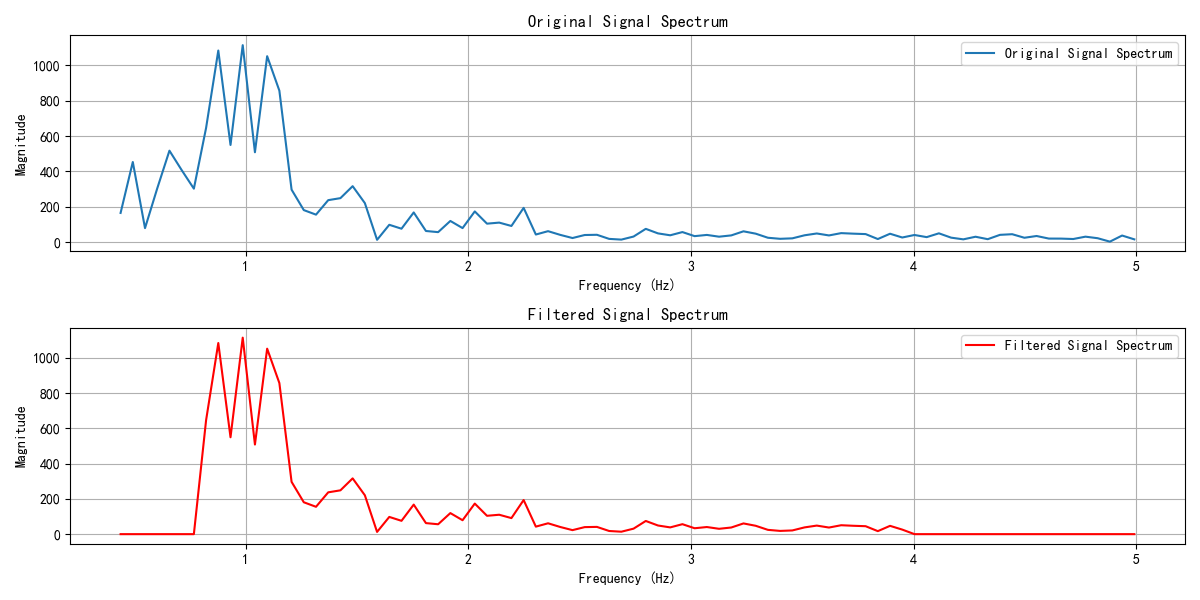 Original Signal Spectrum
Original Signal Spectrum
Magnitude
1000
800
600
400
200
0
1 2 3 4 5
Frequency (Hz)
Filtered Signal Spectrum
Filtered Signal Spectrum
Magnitude
1000
800
600
400
200
0
1 2 3 4 5
Frequency (Hz)